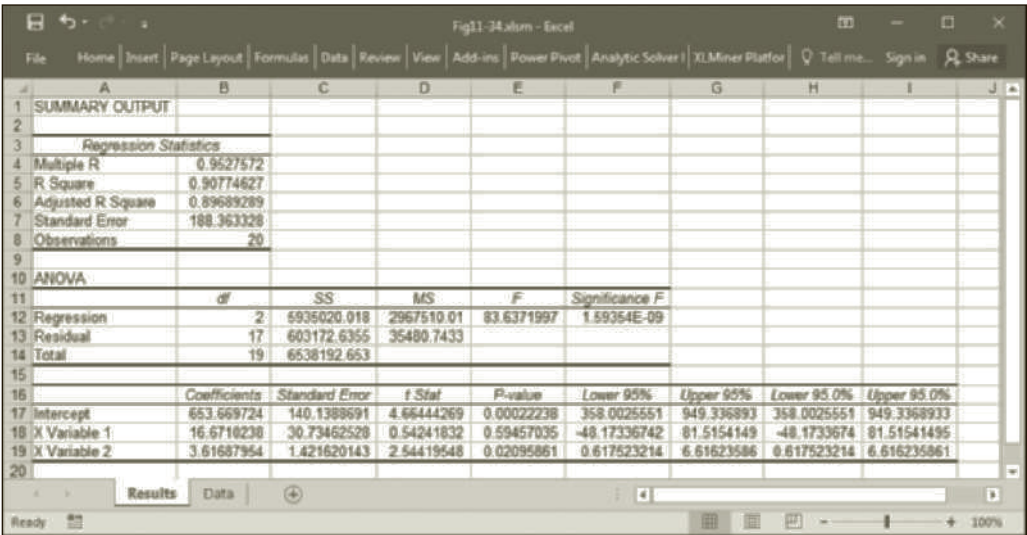 Fig11-34.xlsm - Excel
File Home Insert Page Layout Formulas Data Review View Add-ins Power Pivot Analytic Solver XLMiner Platfor Tell me... Sign in Share
A B C D E F G H I J
1 SUMMARY OUTPUT
2
3 Regression Statistics
4 Multiple R 0.9527572
5 R Square 0.90774627
6 Adjusted R Square 0.89689289
7 Standard Error 188.363328
8 Observations 20
9
10 ANOVA
11 df SS MS F Significance F
12 Regression 2 5935020.018 2967510.01 83.6371997 1.59354E-09
13 Residual 17 603172.6355 35480.7433
14 Total 19 6538192.653
15
16 Coefficients Standard Error t Stat P-value Lower 95% Upper 95% Lower 95.0% Upper 95.0%
17 Intercept 653.669724 140.1388691 4.66444269 0.00022238 358.0025551 949.336893 358.0025551 949.3368933
18 X Variable 1 16.6710238 30.73462528 0.54241832 0.59457035 -48.17336742 81.5154149 -48.1733674 81.51541495
19 X Variable 2 3.61687954 1.421620143 2.54419548 0.02095861 0.617523214 6.61623586 0.617523214 6.616235861
20
Results Data
Ready 100%